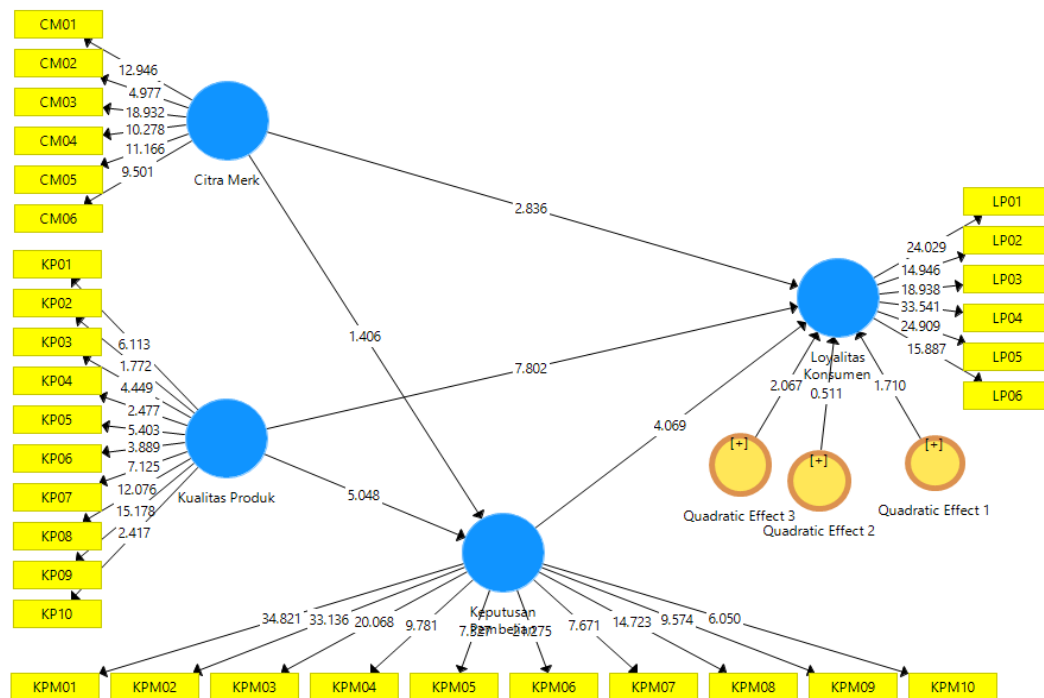 CM01
CM02
CM03
CM04
CM05
CM06
12.946
4.977
18.932
10.278
11.166
9.501
Citra Merk
2.836
1.406
KP01
KP02
KP03
KP04
KP05
KP06
KP07
KP08
KP09
KP10
6.113
1.772
4.449
2.477
5.403
3.889
7.125
12.076
15.178
2.417
Kualitas Produk
7.802
5.048
4.069
LP01
LP02
LP03
LP04
LP05
LP06
24.029
14.946
18.938
33.541
24.909
15.887
Loyalitas
Konsumen
2.067
0.511
1.710
[+]
[+]
[+]
Quadratic Effect 3
Quadratic Effect 2
Quadratic Effect 1
Keputusan
Pembelian
34.821
33.136
20.068
9.781
7.527
21.275
7.671
14.723
9.574
6.050
KPM01
KPM02
KPM03
KPM04
KPM05
KPM06
KPM07
KPM08
KPM09
KPM10